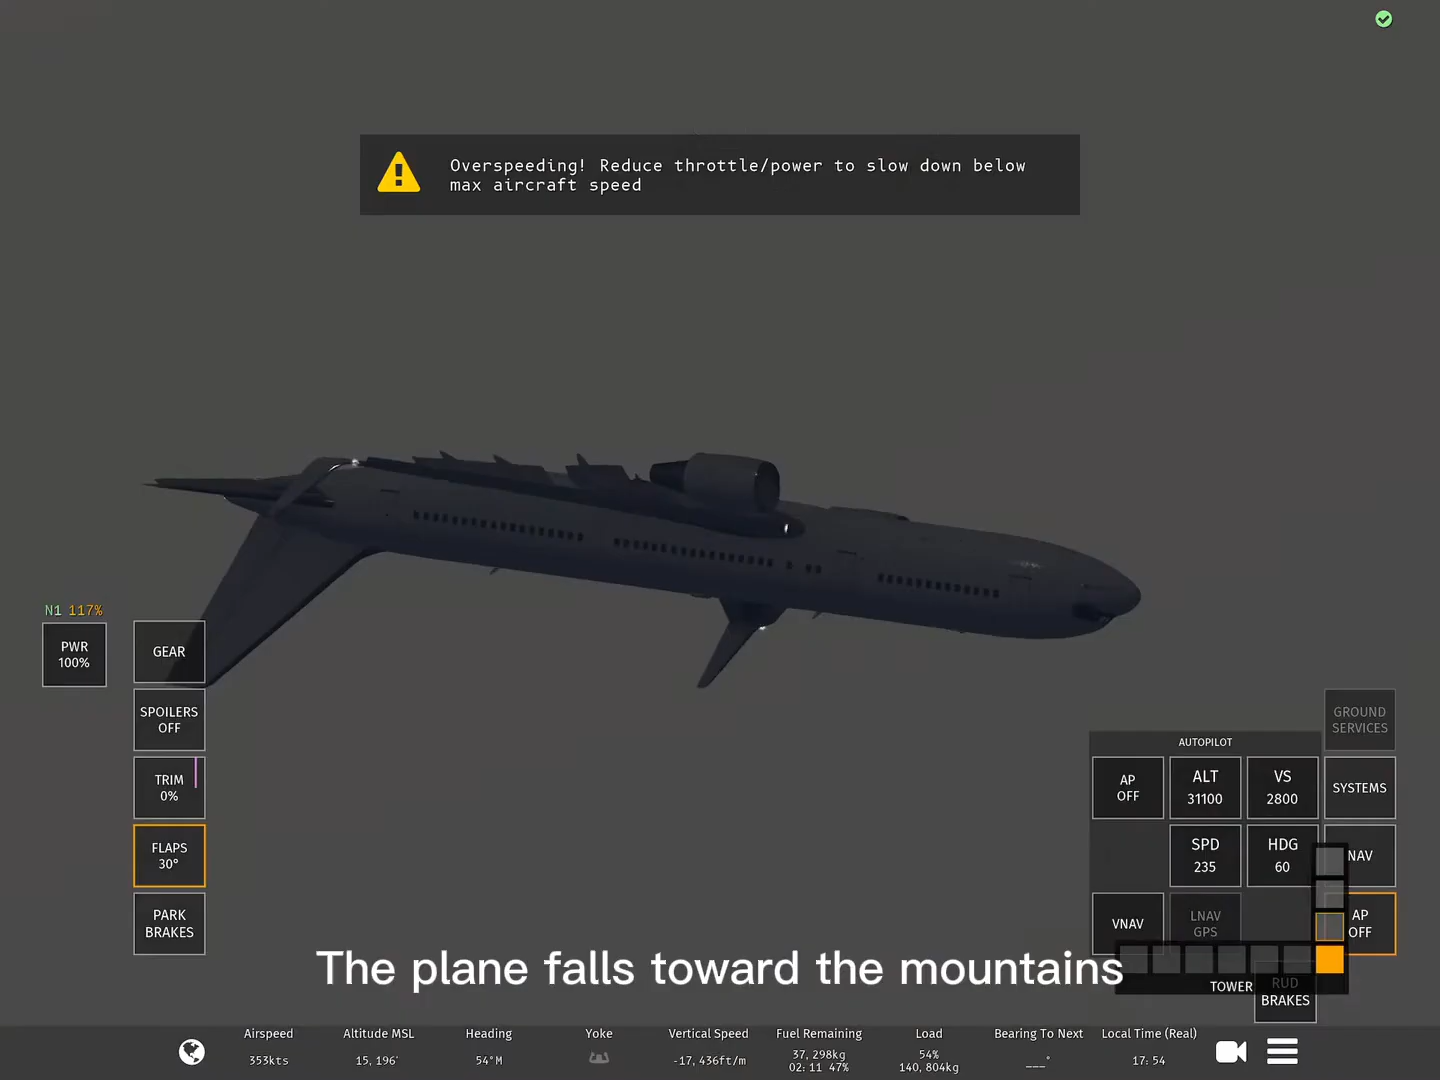 Overspeeding! Reduce throttle/power to slow down below
max aircraft speed
N1 117%
PWR
100%
GEAR
SPOILERS
OFF
TRIM
0%
FLAPS
30°
PARK
BRAKES
GROUND
SERVICES
AUTOPILOT
AP
OFF
ALT
31100
VS
2800
SYSTEMS
SPD
235
HDG
60
NAV
VNAV
LNAV
GPS
AP
OFF
The plane falls toward the mountains
TOWER
RUD
BRAKES
Airspeed
353kts
Altitude MSL
15,196'
Heading
54°M
Yoke
Vertical Speed
-17,436ft/m
Fuel Remaining
37,298kg
02:11 47%
Load
54%
140,804kg
Bearing To Next
___°
Local Time (Real)
17:54